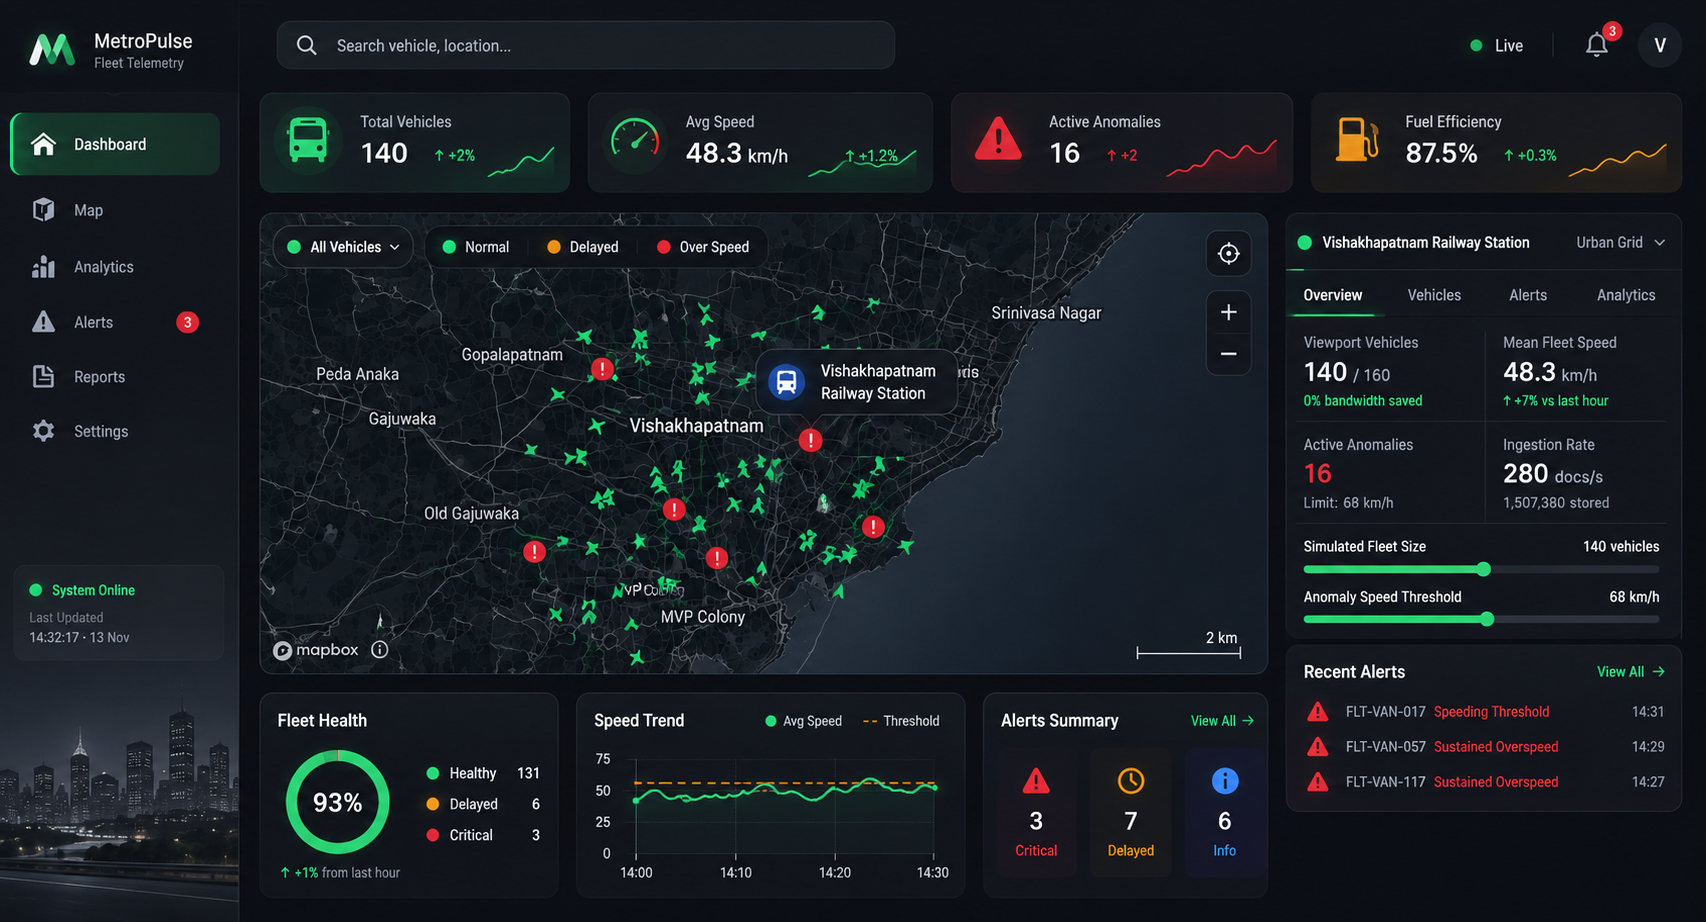 MetroPulse
Fleet Telemetry
Search vehicle, location...
Live
3
V
Dashboard
Map
Analytics
Alerts
3
Reports
Settings
System Online
Last Updated
14:32:17 · 13 Nov
Total Vehicles
140 ↑ +2%
Avg Speed
48.3 km/h ↑ +1.2%
Active Anomalies
16 ↑ +2
Fuel Efficiency
87.5% ↑ +0.3%
All Vehicles
Normal
Delayed
Over Speed
Srinivasa Nagar
Gopalapatnam
Peda Anaka
Gajuwaka
Vishakhapatnam
Railway Station
Vishakhapatnam
Old Gajuwaka
MVP Colony
mapbox
2 km
Vishakhapatnam Railway Station
Urban Grid
Overview
Vehicles
Alerts
Analytics
Viewport Vehicles
140 / 160
0% bandwidth saved
Mean Fleet Speed
48.3 km/h
↑ +7% vs last hour
Active Anomalies
16
Limit: 68 km/h
Ingestion Rate
280 docs/s
1,507,380 stored
Simulated Fleet Size 140 vehicles
Anomaly Speed Threshold 68 km/h
Recent Alerts
View All →
FLT-VAN-017 Speeding Threshold 14:31
FLT-VAN-057 Sustained Overspeed 14:29
FLT-VAN-117 Sustained Overspeed 14:27
Fleet Health
93%
Healthy 131
Delayed 6
Critical 3
↑ +1% from last hour
Speed Trend
Avg Speed
Threshold
75
50
25
0
14:00
14:10
14:20
14:30
Alerts Summary
View All →
3
Critical
7
Delayed
6
Info